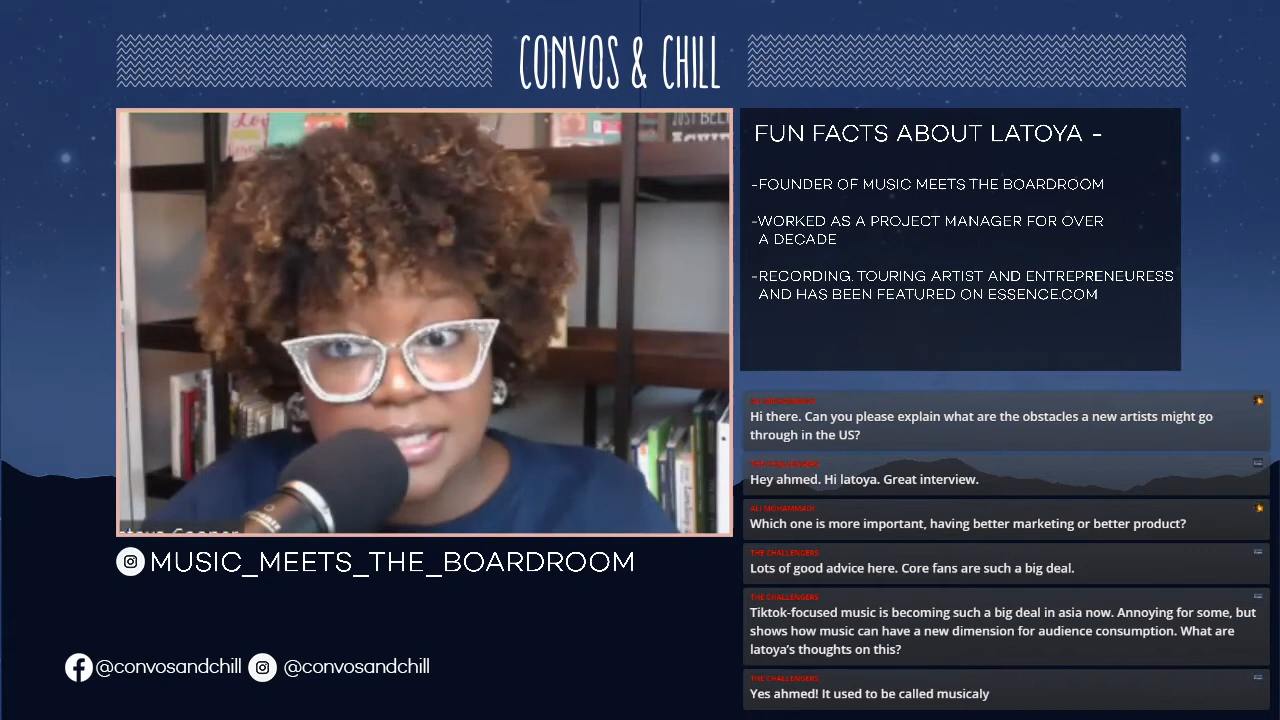 CONVOS & CHILL
Love
JUST BELI
FUN FACTS ABOUT LATOYA -
-FOUNDER OF MUSIC MEETS THE BOARDROOM
-WORKED AS A PROJECT MANAGER FOR OVER
A DECADE
-RECORDING, TOURING ARTIST AND ENTREPRENEURESS
AND HAS BEEN FEATURED ON ESSENCE.COM
MUSIC_MEETS_THE_BOARDROOM
@convosandchill @convosandchill
Hi there. Can you please explain what are the obstacles a new artists might go
through in the US?
THE CHALLENGERS
Hey ahmed. Hi latoya. Great interview.
ALI MOHAMMADI
Which one is more important, having better marketing or better product?
THE CHALLENGERS
Lots of good advice here. Core fans are such a big deal.
THE CHALLENGERS
Tiktok-focused music is becoming such a big deal in asia now. Annoying for some, but
shows how music can have a new dimension for audience consumption. What are
latoya's thoughts on this?
THE CHALLENGERS
Yes ahmed! It used to be called musicaly